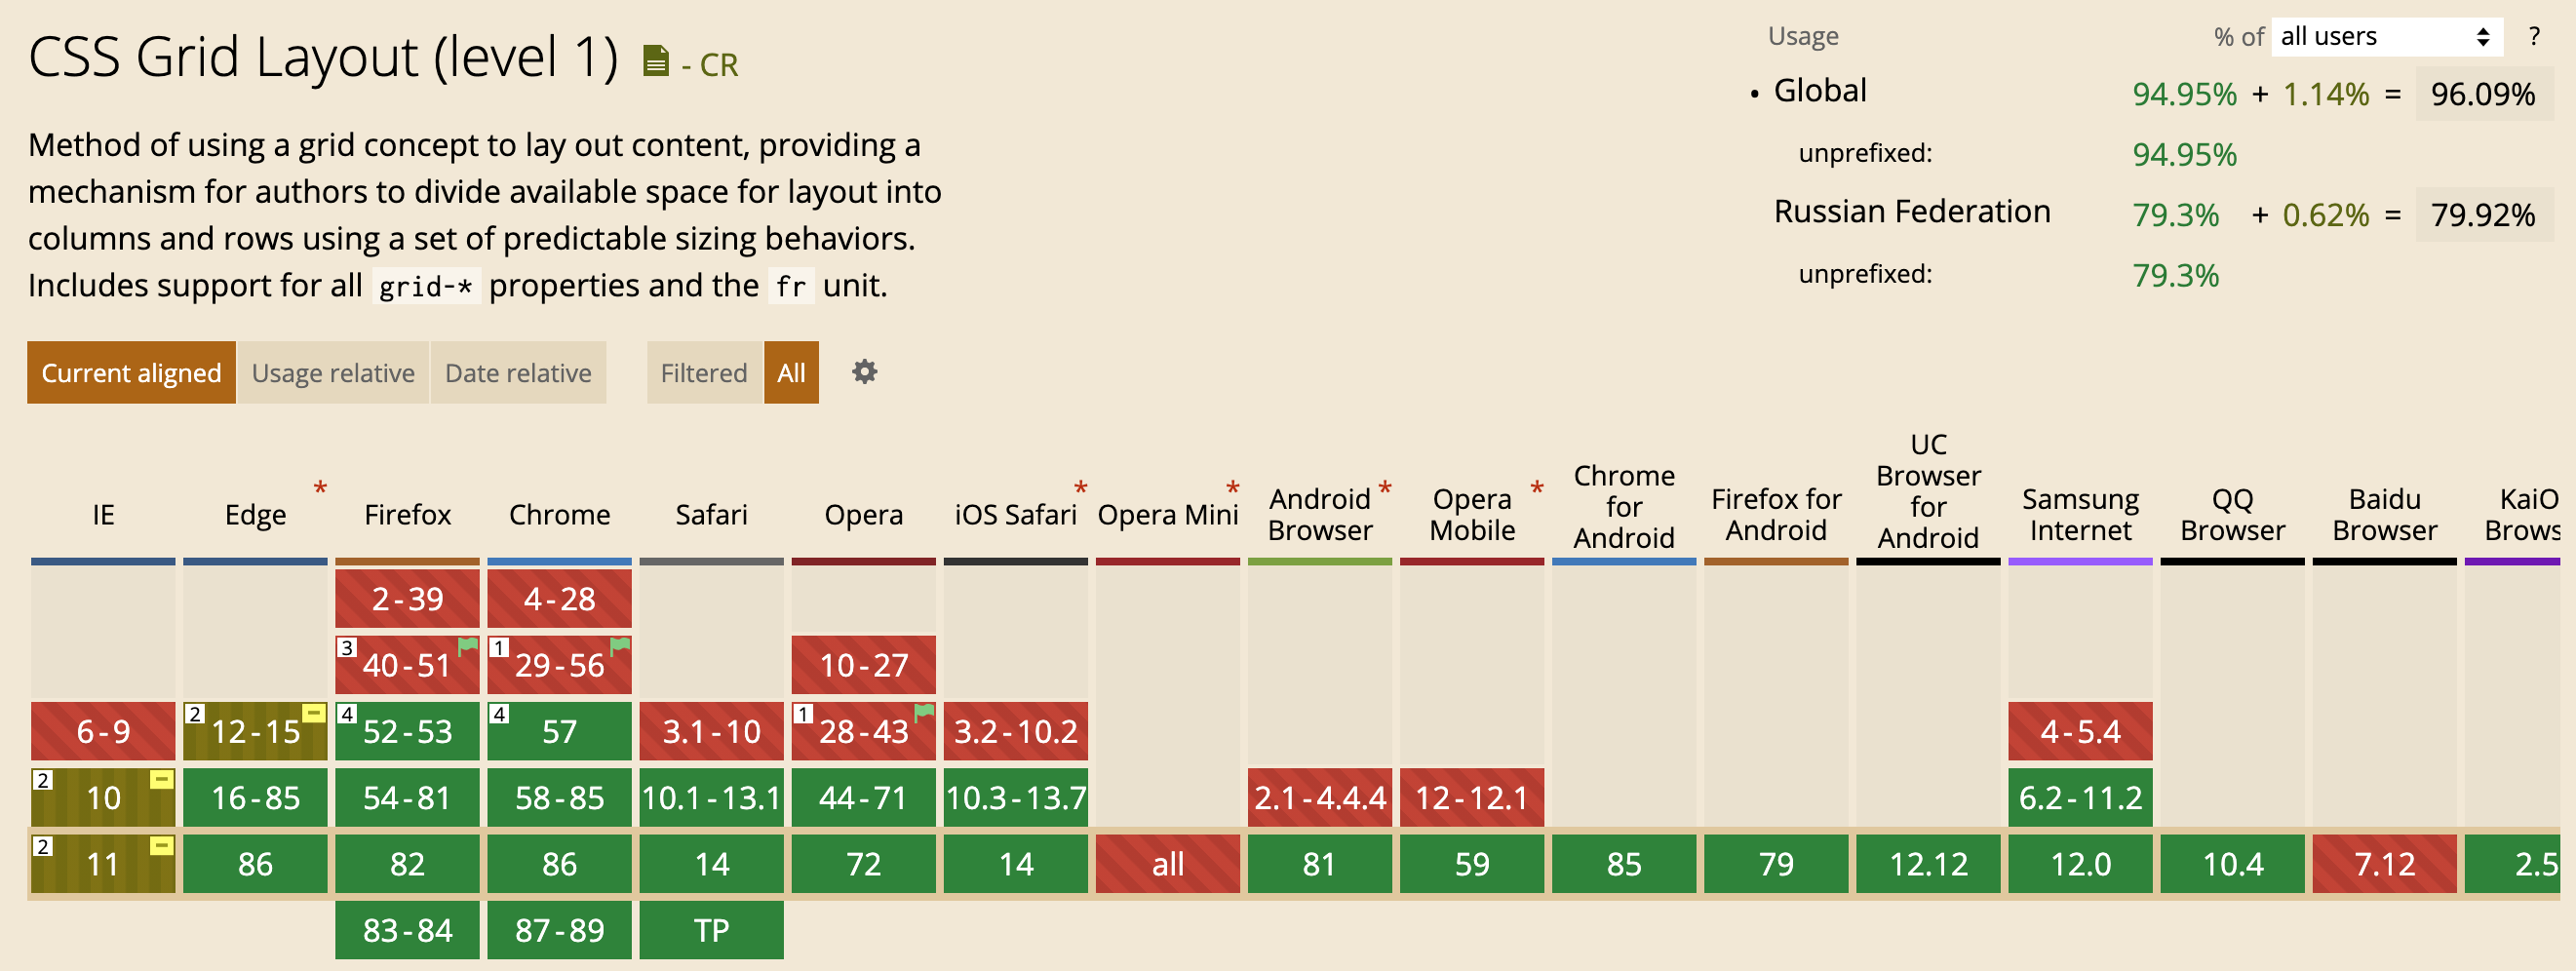 CSS Grid Layout (level 1) - CR
Usage % of all users ?
Global 94.95% + 1.14% = 96.09%
unprefixed: 94.95%
Russian Federation 79.3% + 0.62% = 79.92%
unprefixed: 79.3%
Method of using a grid concept to lay out content, providing a
mechanism for authors to divide available space for layout into
columns and rows using a set of predictable sizing behaviors.
Includes support for all grid-* properties and the fr unit.
Current aligned Usage relative Date relative Filtered All
IE
Edge *
Firefox
Chrome
Safari
Opera
iOS Safari *
Opera Mini *
Android *
Browser
Opera *
Mobile
Chrome
for
Android
Firefox for
Android
UC
Browser
for
Android
Samsung
Internet
QQ
Browser
Baidu
Browser
KaiO
Brows
2-39 4-28
3 40-51 1 29-56 10-27
6-9 2 12-15 4 52-53 4 57 3.1-10 1 28-43 3.2-10.2 4-5.4
2 10 16-85 54-81 58-85 10.1-13.1 44-71 10.3-13.7 2.1-4.4.4 12-12.1 6.2-11.2
2 11 86 82 86 14 72 14 all 81 59 85 79 12.12 12.0 10.4 7.12 2.5
83-84 87-89 TP